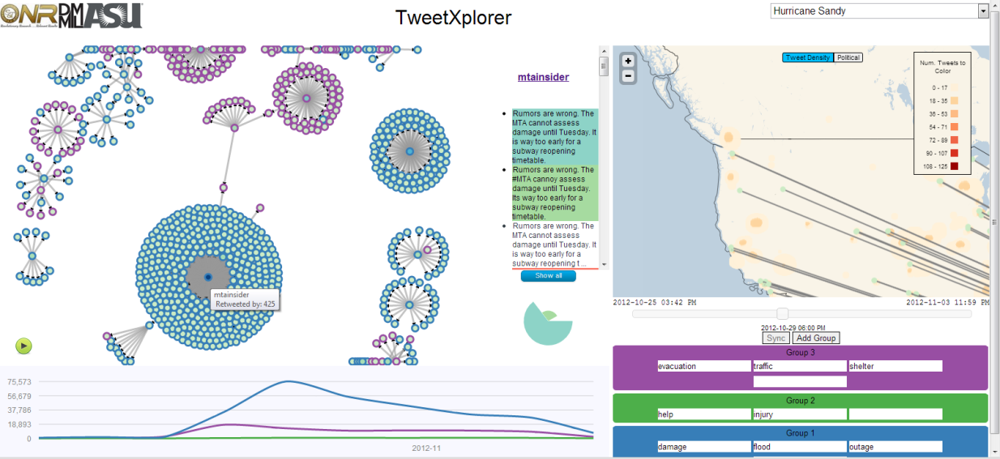 ONR DM MIL ASU
TweetXplorer
Hurricane Sandy
mtainsider
Rumors are wrong. The
MTA cannot assess
damage until Tuesday. It
is way too early for a
subway reopening
timetable.
Rumors are wrong. The
#MTA cannoy assess
damage until Tuesday.
Its way too early for a
subway reopening
timetable.
Rumors are wrong. The
MTA cannot assess
damage until Tuesday. It
is way too early for a
subway reopening t ...
Show all
mtainsider
Retweeted by: 425
+
−
Tweet Density Political
Num. Tweets to
Color
0 - 17
18 - 35
36 - 53
54 - 71
72 - 89
90 - 107
108 - 125
2012-10-25 03:42 PM 2012-11-03 11:59 PM
2012-10-29 06:00 PM
Sync Add Group
Group 3
evacuation traffic shelter
Group 2
help injury
Group 1
damage flood outage
75,573
56,679
37,786
18,893
0
2012-11